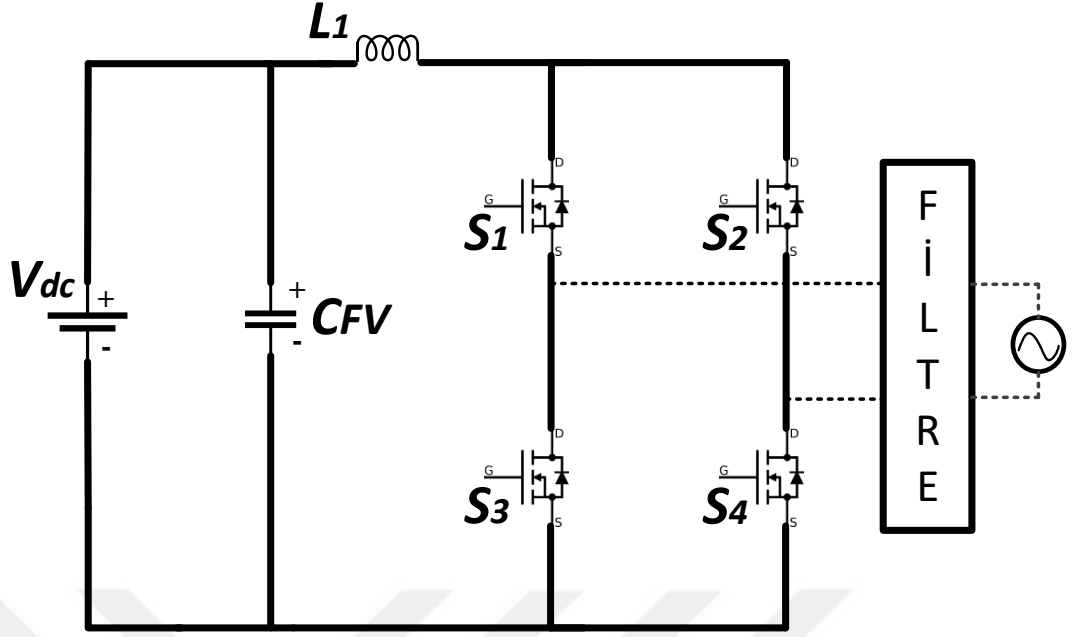 L1
D
D
G
S1
S
G
S2
S
Vdc
+
-
+
CFV
-
D
D
G
S3
S
G
S4
S
F
İ
L
T
R
E